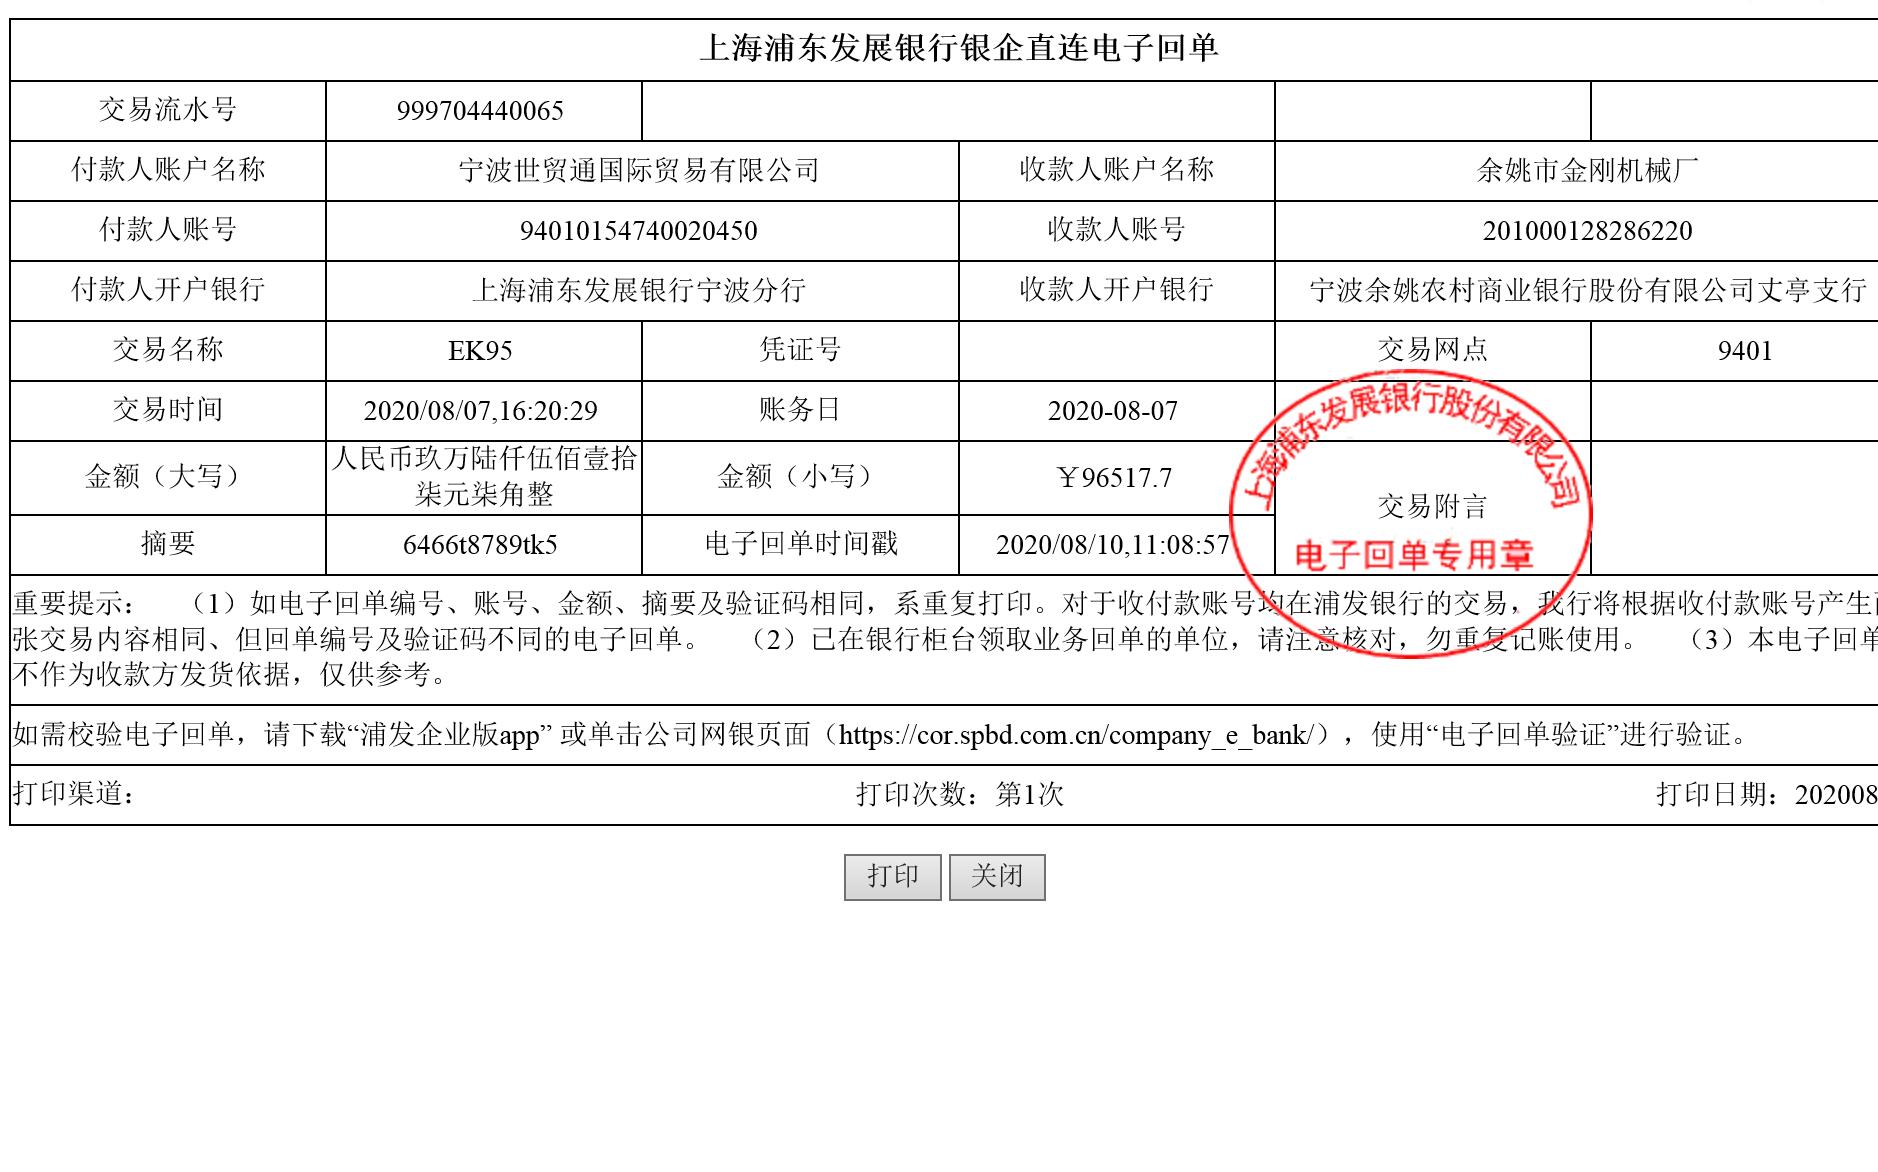 上海浦东发展银行银企直连电子回单
交易流水号 999704440065
付款人账户名称 宁波世贸通国际贸易有限公司 收款人账户名称 余姚市金刚机械厂
付款人账号 94010154740020450 收款人账号 201000128286220
付款人开户银行 上海浦东发展银行宁波分行 收款人开户银行 宁波余姚农村商业银行股份有限公司丈亭支行
交易名称 EK95 凭证号 交易网点 9401
交易时间 2020/08/07,16:20:29 账务日 2020-08-07
金额（大写） 人民币玖万陆仟伍佰壹拾
柒元柒角整 金额（小写） ￥96517.7
交易附言
摘要 6466t8789tk5 电子回单时间戳 2020/08/10,11:08:57
上海浦东发展银行股份有限公司
电子回单专用章
重要提示： （1）如电子回单编号、账号、金额、摘要及验证码相同，系重复打印。对于收付款账号均在浦发银行的交易，我行将根据收付款账号产生
张交易内容相同、但回单编号及验证码不同的电子回单。 （2）已在银行柜台领取业务回单的单位，请注意核对，勿重复记账使用。 （3）本电子回单
不作为收款方发货依据，仅供参考。
如需校验电子回单，请下载“浦发企业版app” 或单击公司网银页面（https://cor.spbd.com.cn/company_e_bank/），使用“电子回单验证”进行验证。
打印渠道： 打印次数：第1次 打印日期：202008
打印 关闭